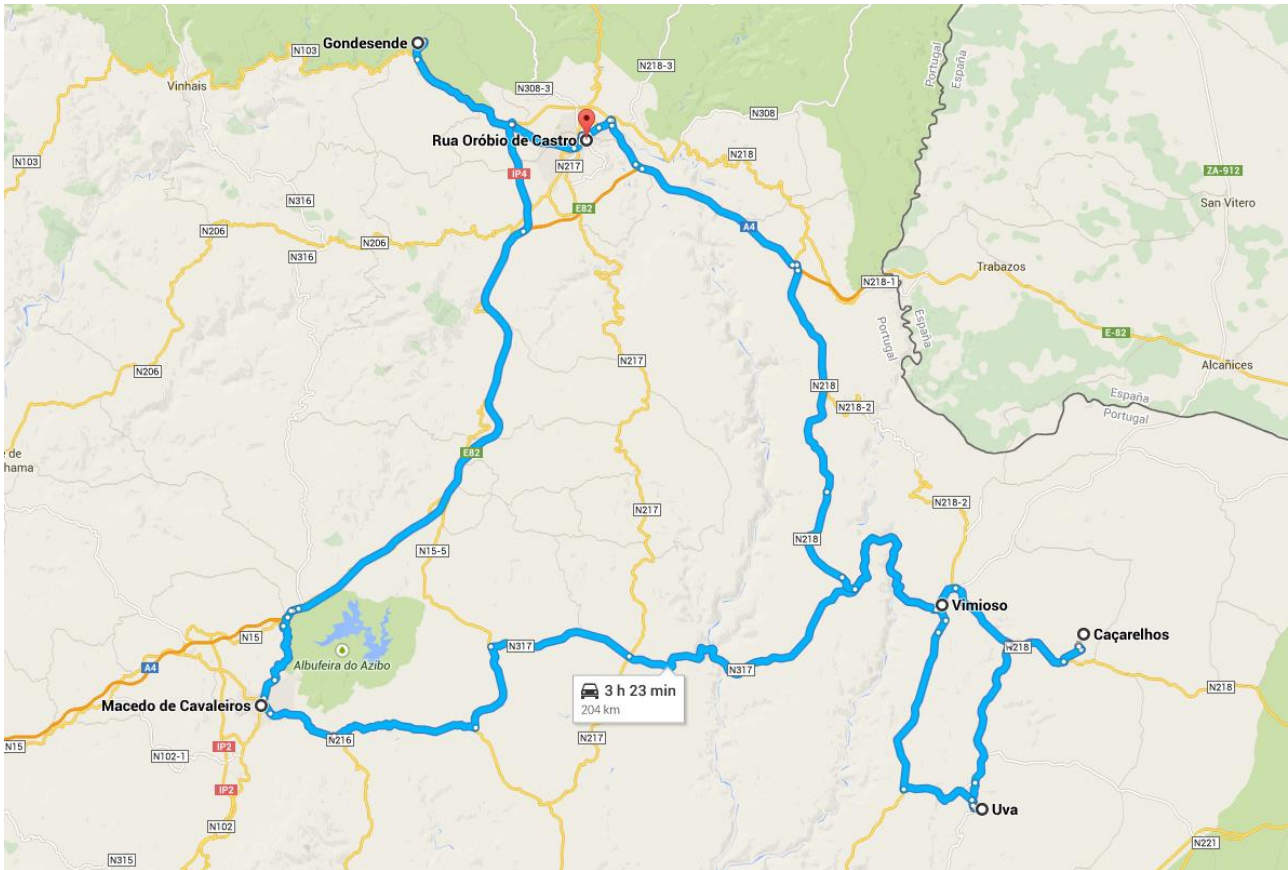 Gondesende
N103
N218-3
Portugal
España
Vinhais
N308-3
N308
Rua Oróbio de Castro
N218
N103
N217
IP4
ZA-912
San Vitero
N316
E82
N206
A4
N206
N316
Trabazos
N218-1
España
Portugal
E-82
N217
Alcañices
N206
España
Portugal
N218
N218-2
e de
hama
E82
N218-2
N217
N15-5
N218
Vimioso
N15
Caçarelhos
N317
N218
A4
Albufeira do Azibo
N317
3 h 23 min
N218
204 km
Macedo de Cavaleiros
N216
N217
N15
N102-1
IP2
IP2
Uva
N102
N221
N315